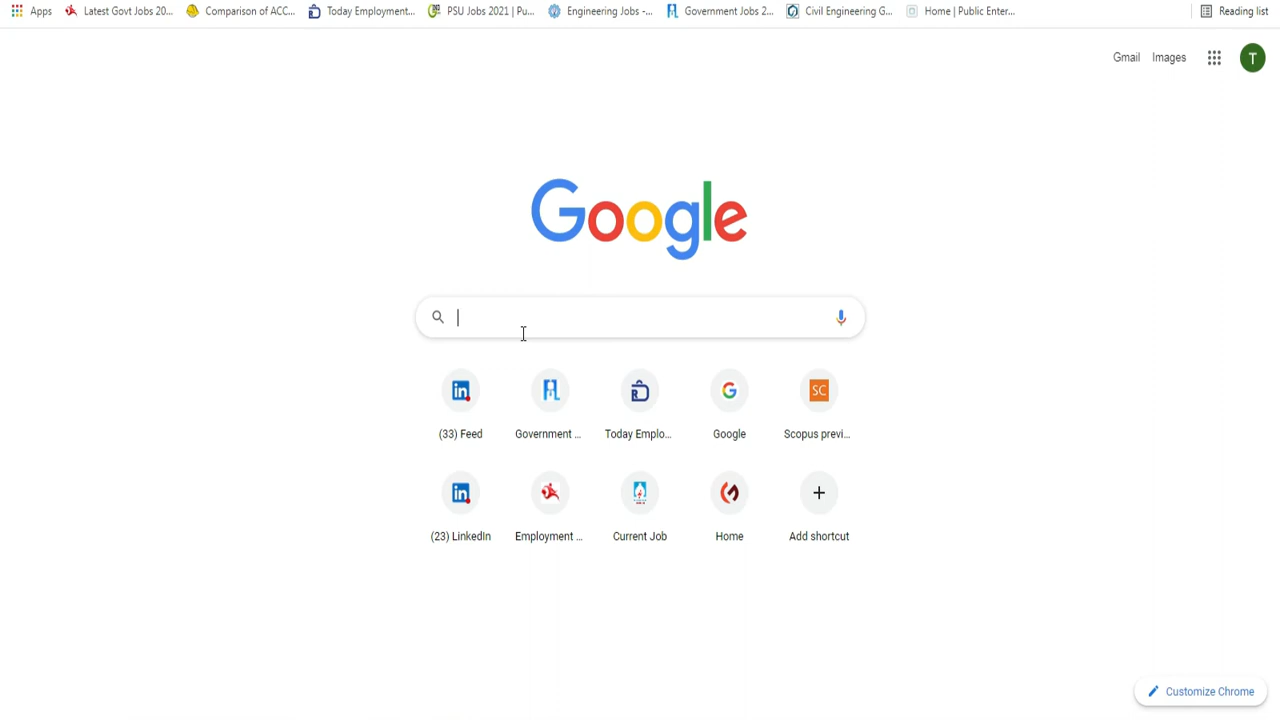 Apps Latest Govt Jobs 20... Comparison of ACC... Today Employment... PSU Jobs 2021 | Pu... Engineering Jobs -... Government Jobs 2... Civil Engineering G... Home | Public Enter... Reading list
Gmail Images T
Google
(33) Feed Government ... Today Emplo... Google Scopus previ...
(23) LinkedIn Employment ... Current Job Home Add shortcut
Customize Chrome